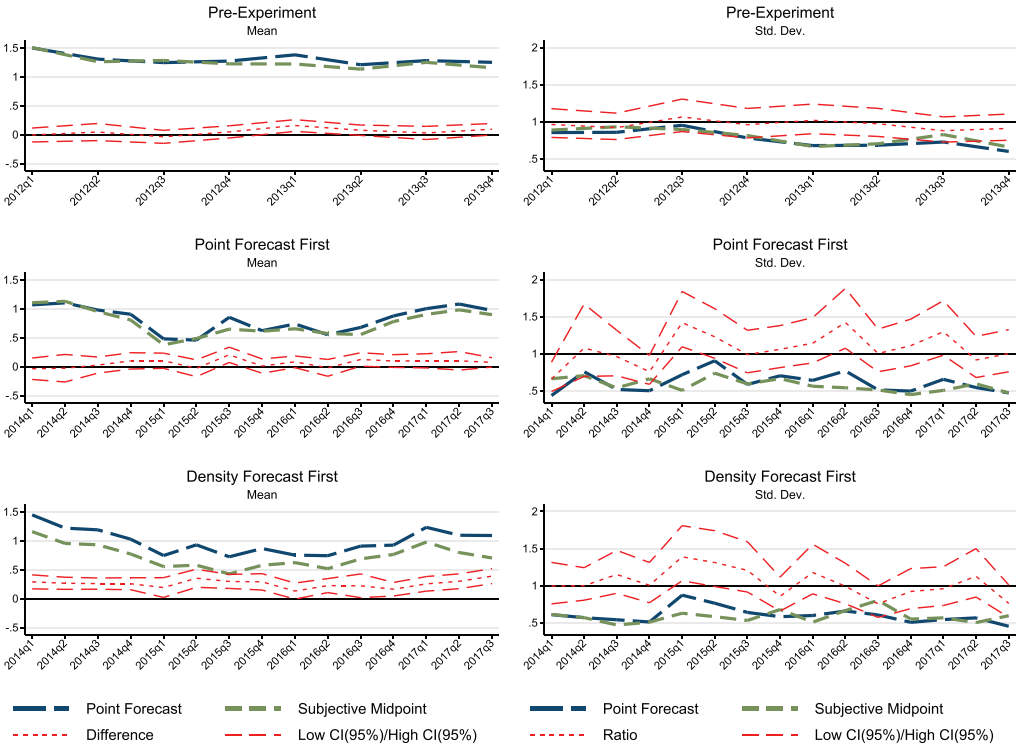 Pre-Experiment
Mean
1.5
1
.5
0
-.5
2012q1
2012q2
2012q3
2012q4
2013q1
2013q2
2013q3
2013q4
Pre-Experiment
Std. Dev.
2
1.5
1
.5
2012q1
2012q2
2012q3
2012q4
2013q1
2013q2
2013q3
2013q4
Point Forecast First
Mean
1.5
1
.5
0
-.5
2014q1
2014q2
2014q3
2014q4
2015q1
2015q2
2015q3
2015q4
2016q1
2016q2
2016q3
2016q4
2017q1
2017q2
2017q3
Point Forecast First
Std. Dev.
2
1.5
1
.5
2014q1
2014q2
2014q3
2014q4
2015q1
2015q2
2015q3
2015q4
2016q1
2016q2
2016q3
2016q4
2017q1
2017q2
2017q3
Density Forecast First
Mean
1.5
1
.5
0
-.5
2014q1
2014q2
2014q3
2014q4
2015q1
2015q2
2015q3
2015q4
2016q1
2016q2
2016q3
2016q4
2017q1
2017q2
2017q3
Density Forecast First
Std. Dev.
2
1.5
1
.5
2014q1
2014q2
2014q3
2014q4
2015q1
2015q2
2015q3
2015q4
2016q1
2016q2
2016q3
2016q4
2017q1
2017q2
2017q3
Point Forecast Subjective Midpoint
Difference Low CI(95%)/High CI(95%)
Point Forecast Subjective Midpoint
Ratio Low CI(95%)/High CI(95%)